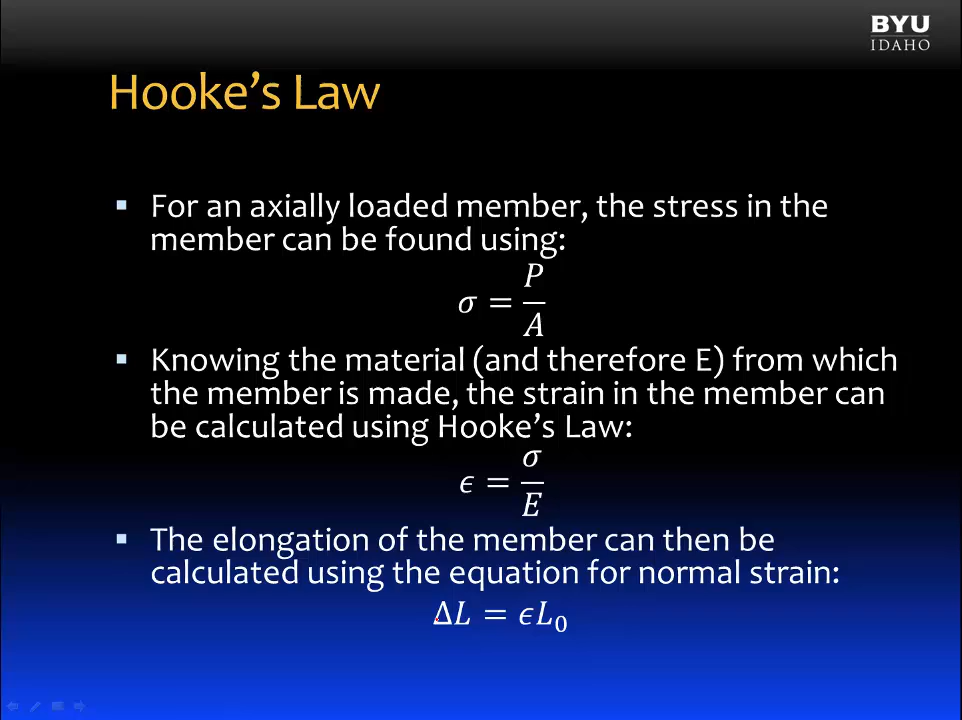 BYU
IDAHO
Hooke’s Law
▪ For an axially loaded member, the stress in the
member can be found using:
σ = P/A
▪ Knowing the material (and therefore E) from which
the member is made, the strain in the member can
be calculated using Hooke’s Law:
ϵ = σ/E
▪ The elongation of the member can then be
calculated using the equation for normal strain:
ΔL = ϵL₀